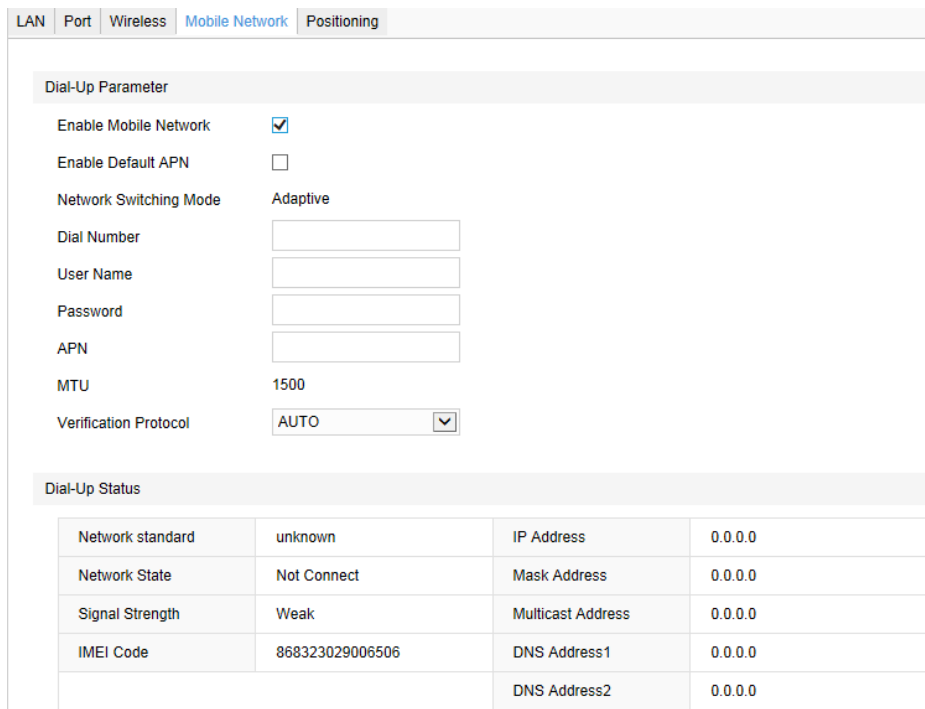 LAN Port Wireless Mobile Network Positioning
Dial-Up Parameter
Enable Mobile Network
Enable Default APN
Network Switching Mode Adaptive
Dial Number
User Name
Password
APN
MTU 1500
Verification Protocol AUTO
Dial-Up Status
Network standard unknown IP Address 0.0.0.0
Network State Not Connect Mask Address 0.0.0.0
Signal Strength Weak Multicast Address 0.0.0.0
IMEI Code 868323029006506 DNS Address1 0.0.0.0
DNS Address2 0.0.0.0